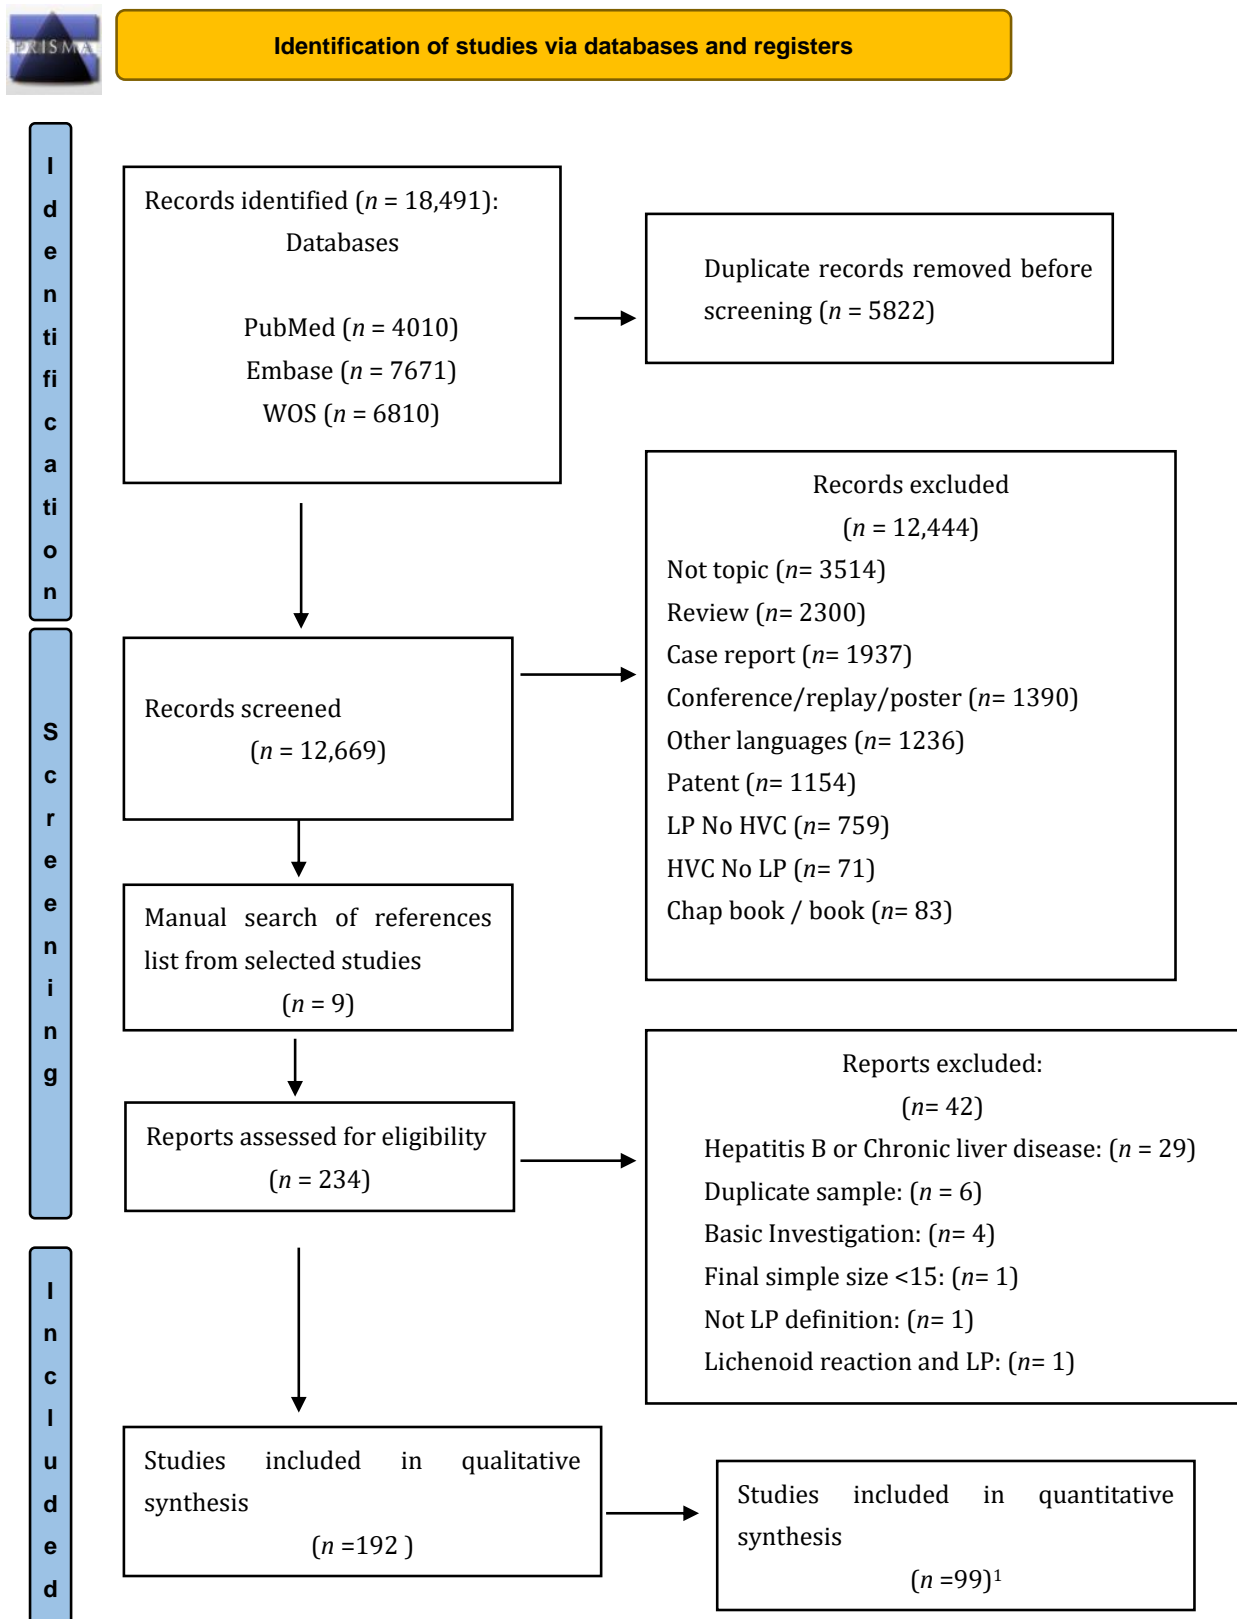 PRISMA
Identification of studies via databases and registers
Identification
Records identified (n = 18,491):
Databases
PubMed (n = 4010)
Embase (n = 7671)
WOS (n = 6810)
Duplicate records removed before
screening (n = 5822)
Records excluded
(n = 12,444)
Not topic (n= 3514)
Review (n= 2300)
Case report (n= 1937)
Conference/replay/poster (n= 1390)
Other languages (n= 1236)
Patent (n= 1154)
LP No HVC (n= 759)
HVC No LP (n= 71)
Chap book / book (n= 83)
Screening
Records screened
(n = 12,669)
Manual search of references
list from selected studies
(n = 9)
Reports assessed for eligibility
(n = 234)
Reports excluded:
(n= 42)
Hepatitis B or Chronic liver disease: (n = 29)
Duplicate sample: (n = 6)
Basic Investigation: (n= 4)
Final simple size <15: (n= 1)
Not LP definition: (n= 1)
Lichenoid reaction and LP: (n= 1)
Included
Studies included in qualitative
synthesis
(n =192 )
Studies included in quantitative
synthesis
(n =99)1